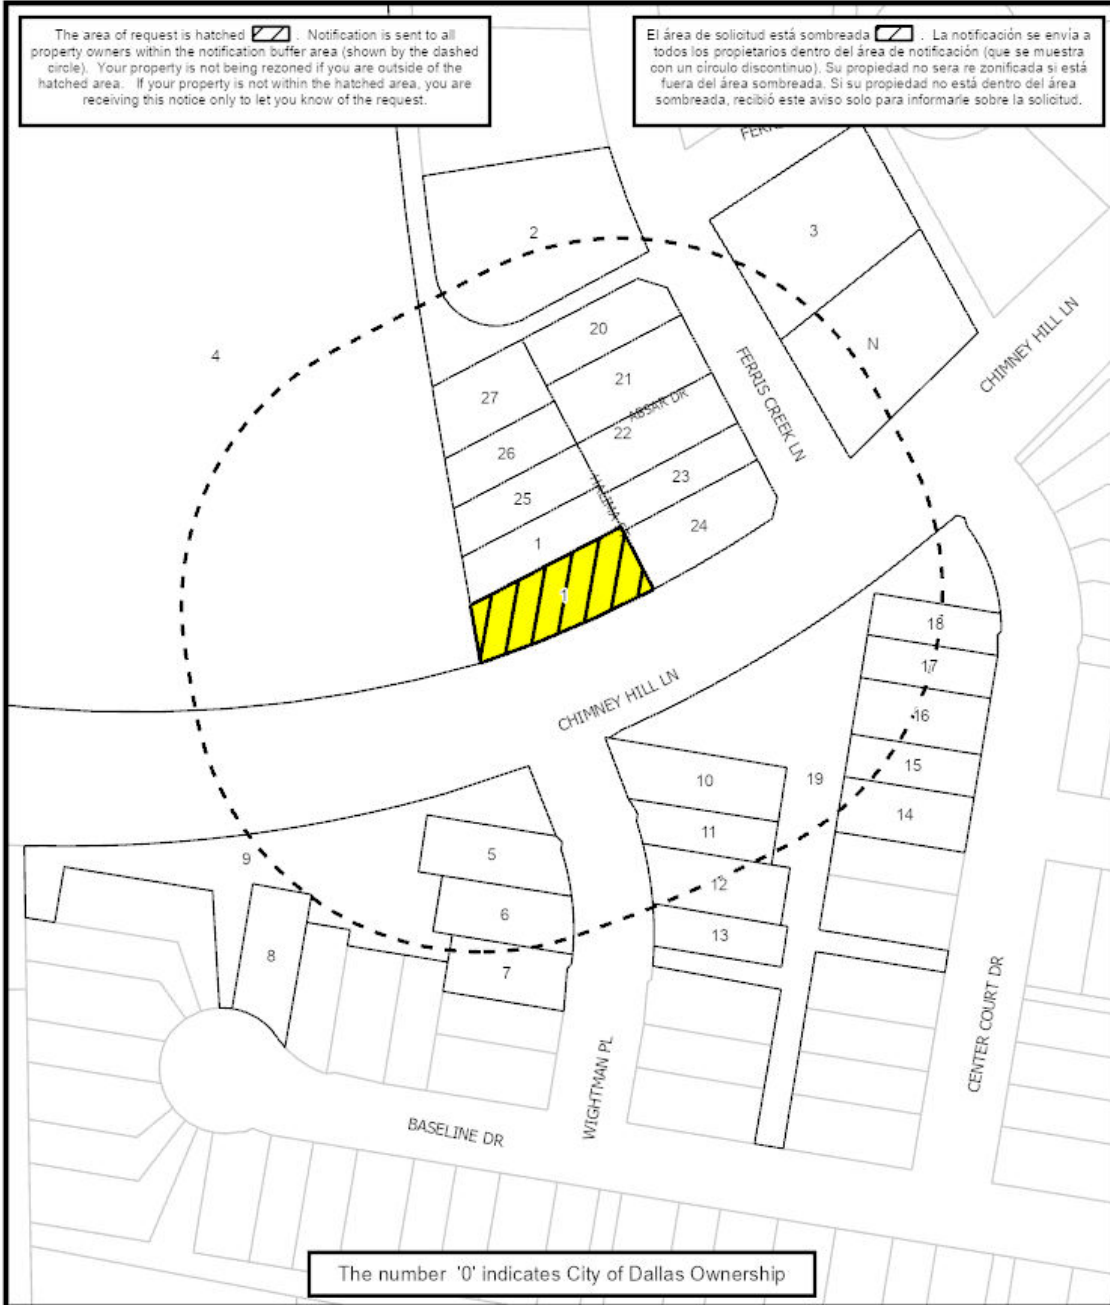 The area of request is hatched . Notification is sent to all
property owners within the notification buffer area (shown by the dashed
circle). Your property is not being rezoned if you are outside of the
hatched area. If your property is not within the hatched area, you are
receiving this notice only to let you know of the request.
El área de solicitud está sombreada . La notificación se envía a
todos los propietarios dentro del área de notificación (que se muestra
con un círculo discontinuo). Su propiedad no sera re zonificada si está
fuera del área sombreada. Si su propiedad no está dentro del área
sombreada, recibió este aviso solo para informarle sobre la solicitud.
2
3
4
N
CHIMNEY HILL LN
FERRIS CREEK LN
20
21
ABSAR DR
22
23
24
27
26
25
1
1
CHIMNEY HILL LN
18
17
16
15
14
19
10
11
12
13
5
6
7
8
9
WIGHTMAN PL
CENTER COURT DR
BASELINE DR
The number '0' indicates City of Dallas Ownership